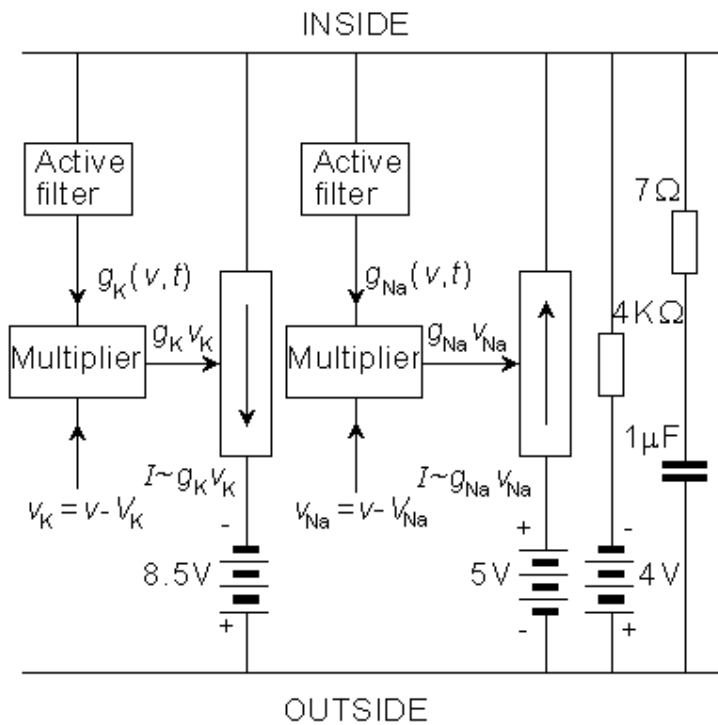 INSIDE
Active
filter
Active
filter
7Ω
g_K(v,t)
g_Na(v,t)
4KΩ
Multiplier
g_K v_K
Multiplier
g_Na v_Na
1μF
I~g_K v_K
I~g_Na v_Na
v_K = v - V_K
v_Na = v - V_Na
-
+
-
8.5V
5V
4V
+
-
+
OUTSIDE